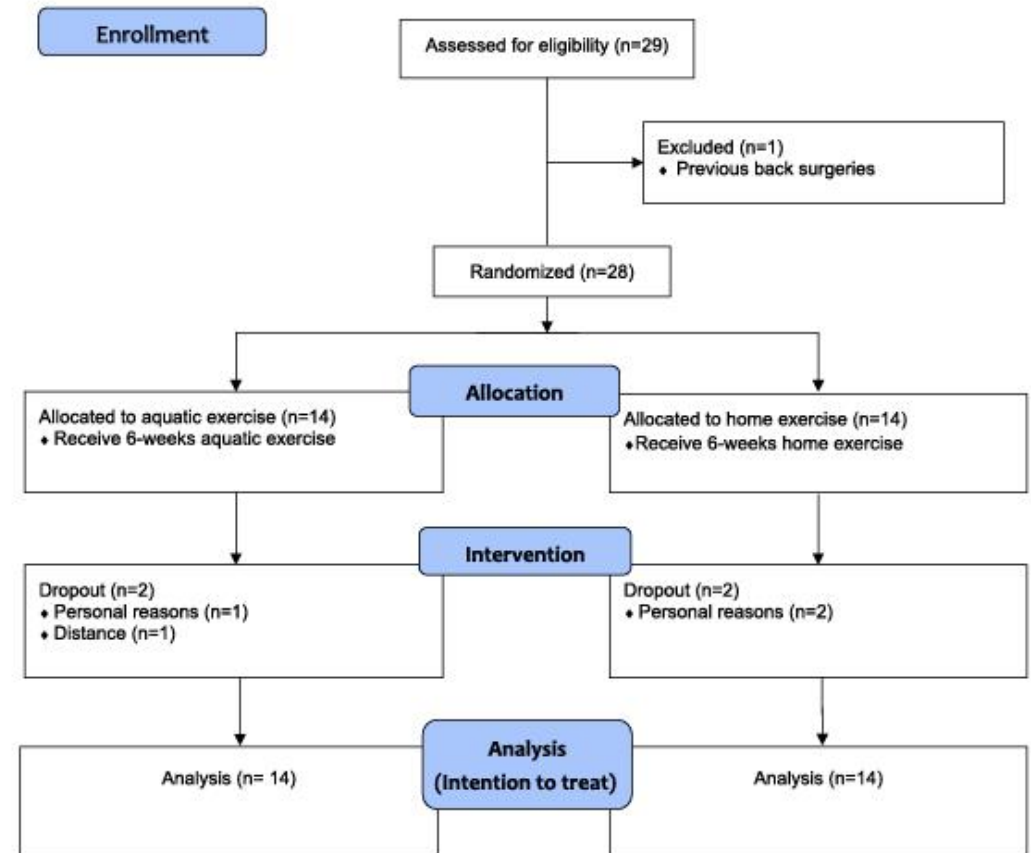 Enrollment
Assessed for eligibility (n=29)
Excluded (n=1)
⬧ Previous back surgeries
Randomized (n=28)
Allocation
Allocated to aquatic exercise (n=14)
⬧ Receive 6-weeks aquatic exercise
Allocated to home exercise (n=14)
⬧Receive 6-weeks home exercise
Intervention
Dropout (n=2)
⬧ Personal reasons (n=1)
⬧ Distance (n=1)
Dropout (n=2)
⬧ Personal reasons (n=2)
Analysis
(Intention to treat)
Analysis (n= 14)
Analysis (n=14)